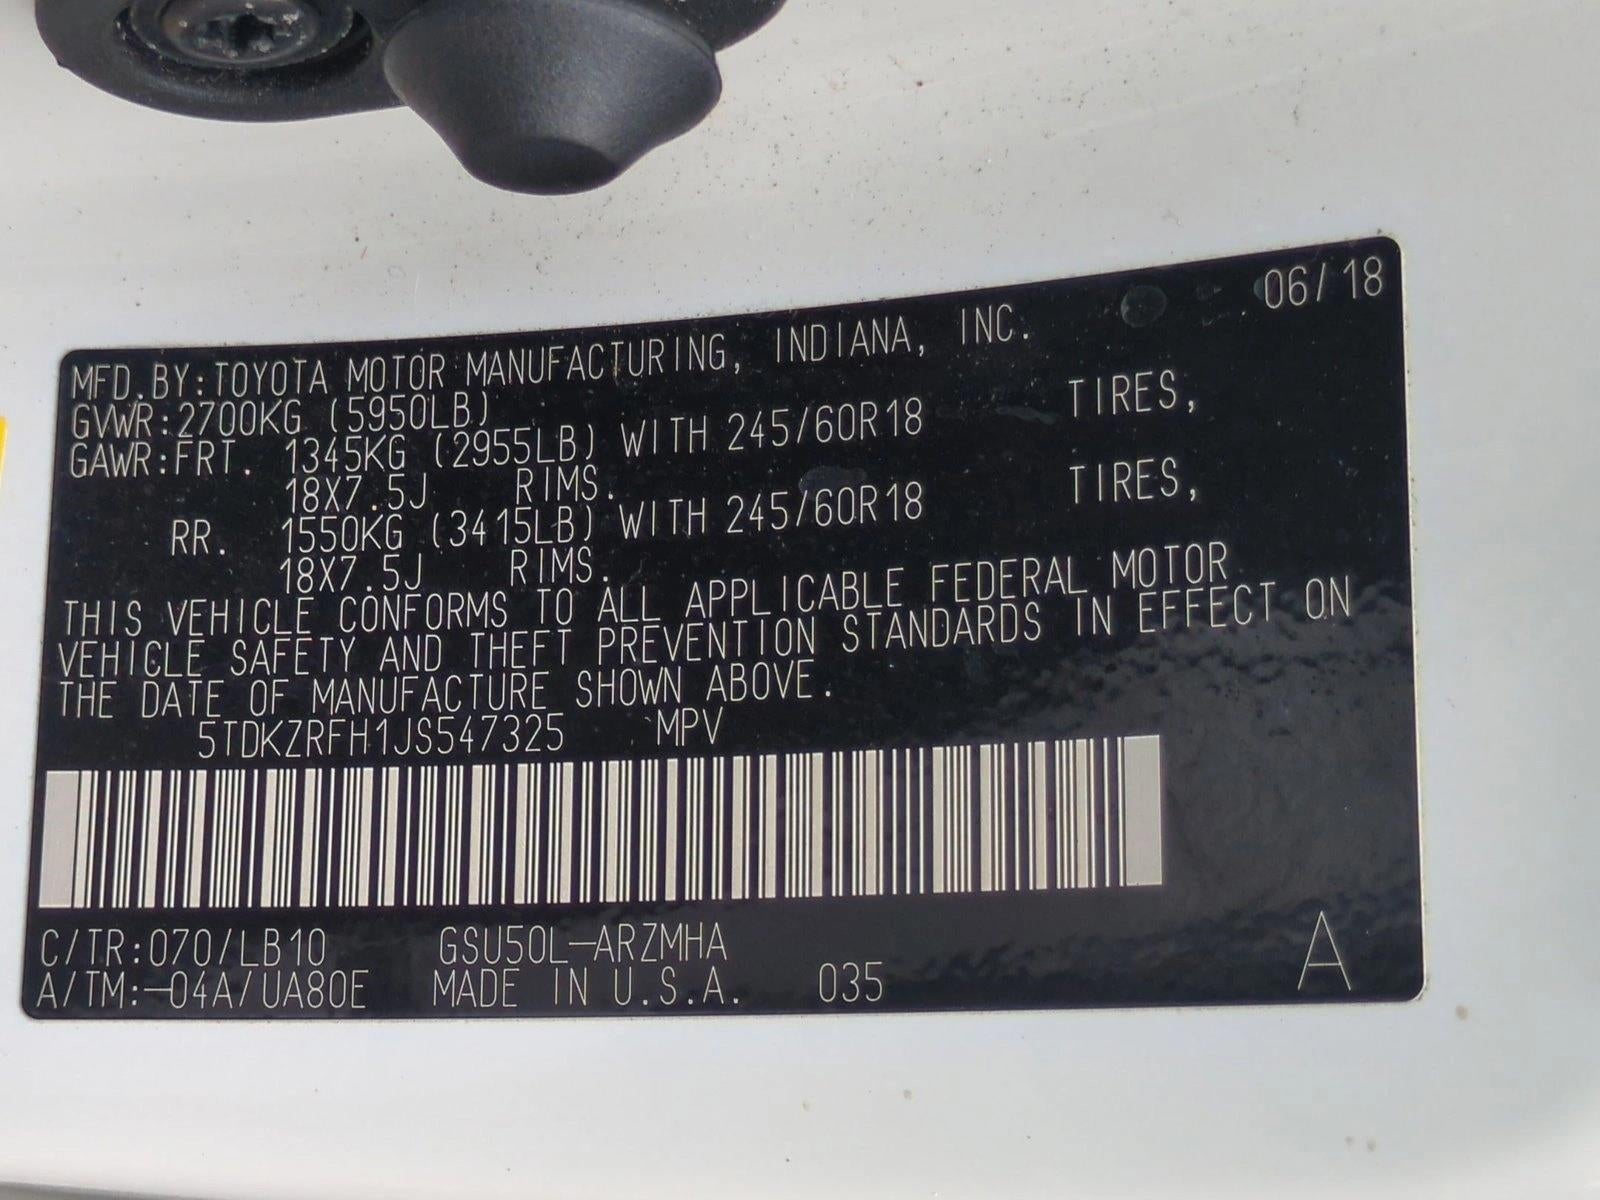 06/18
MFD.BY:TOYOTA MOTOR MANUFACTURING, INDIANA, INC.
GVWR:2700KG (5950LB)
GAWR:FRT. 1345KG (2955LB) WITH 245/60R18 TIRES,
18X7.5J RIMS.
RR. 1550KG (3415LB) WITH 245/60R18 TIRES,
18X7.5J RIMS.
THIS VEHICLE CONFORMS TO ALL APPLICABLE FEDERAL MOTOR
VEHICLE SAFETY AND THEFT PREVENTION STANDARDS IN EFFECT ON
THE DATE OF MANUFACTURE SHOWN ABOVE.
5TDKZRFH1JS547325 MPV
C/TR:070/LB10 GSU50L-ARZMHA
A/TM:-04A/UA80E MADE IN U.S.A. 035 A